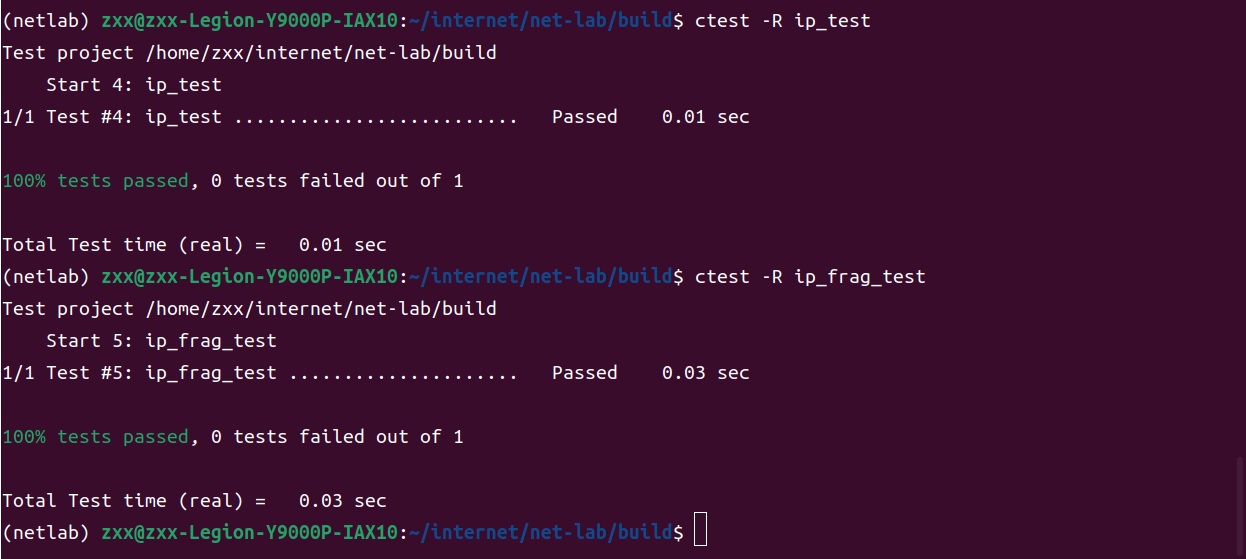 (netlab) zxx@zxx-Legion-Y9000P-IAX10:~/internet/net-lab/build$ ctest -R ip_test
Test project /home/zxx/internet/net-lab/build
    Start 4: ip_test
1/1 Test #4: ip_test ..........................   Passed    0.01 sec

100% tests passed, 0 tests failed out of 1

Total Test time (real) =   0.01 sec
(netlab) zxx@zxx-Legion-Y9000P-IAX10:~/internet/net-lab/build$ ctest -R ip_frag_test
Test project /home/zxx/internet/net-lab/build
    Start 5: ip_frag_test
1/1 Test #5: ip_frag_test .....................   Passed    0.03 sec

100% tests passed, 0 tests failed out of 1

Total Test time (real) =   0.03 sec
(netlab) zxx@zxx-Legion-Y9000P-IAX10:~/internet/net-lab/build$